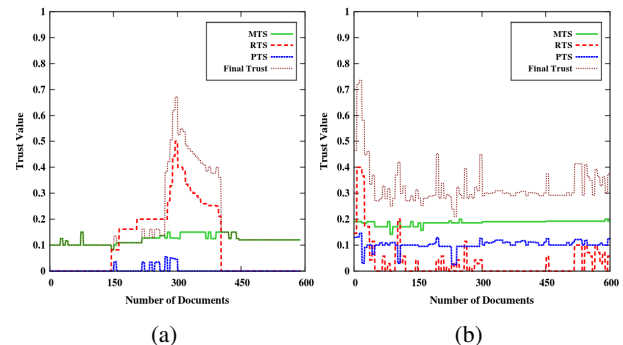 MTS
RTS
PTS
Final Trust
1
0.9
0.8
0.7
0.6
0.5
0.4
0.3
0.2
0.1
0
Trust Value
0 150 300 450 600
Number of Documents
(a)
MTS
RTS
PTS
Final Trust
1
0.9
0.8
0.7
0.6
0.5
0.4
0.3
0.2
0.1
0
Trust Value
0 150 300 450 600
Number of Documents
(b)